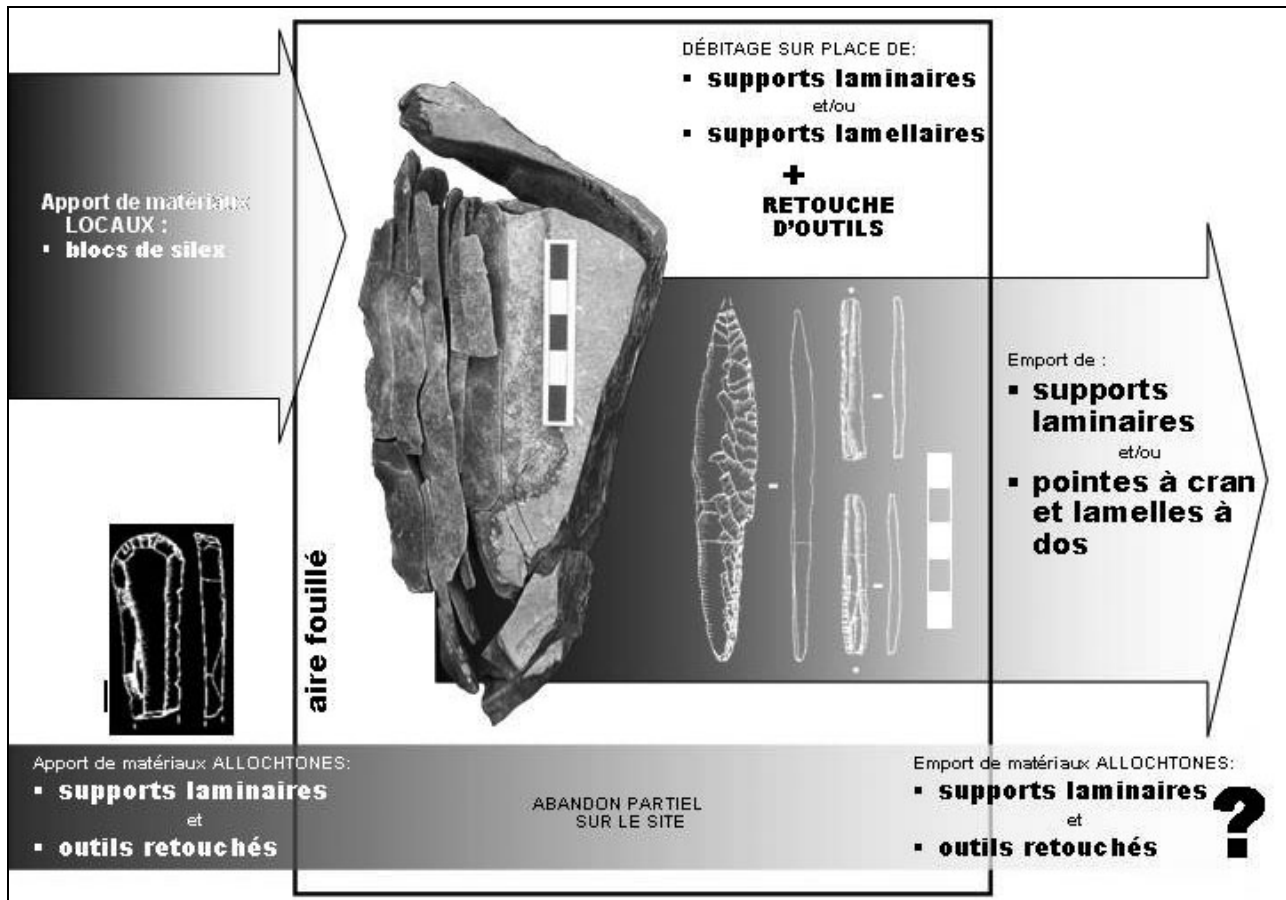 Apport de matériaux
LOCAUX :
▪ blocs de silex
DÉBITAGE SUR PLACE DE:
▪ supports laminaires
et/ou
▪ supports lamellaires
+
RETOUCHE
D'OUTILS
Emport de :
▪ supports
laminaires
et/ou
▪ pointes à cran
et lamelles à
dos
aire fouillé
Apport de matériaux ALLOCHTONES:
▪ supports laminaires
et
▪ outils retouchés
ABANDON PARTIEL
SUR LE SITE
Emport de matériaux ALLOCHTONES:
▪ supports laminaires
et
▪ outils retouchés
?